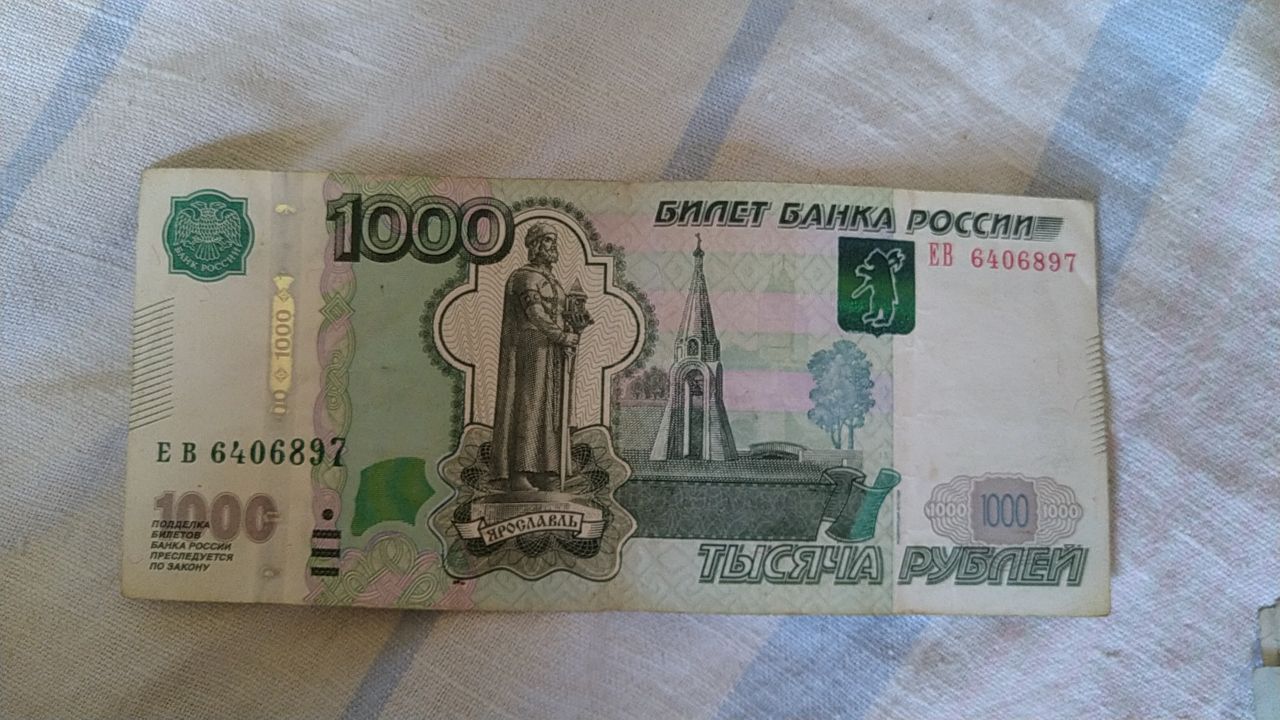 БАНК РОССИИ
1000
БИЛЕТ БАНКА РОССИИ
ЕВ 6406897
1000
ЕВ 6406897
1000
ПОДДЕЛКА
БИЛЕТОВ
БАНКА РОССИИ
ПРЕСЛЕДУЕТСЯ
ПО ЗАКОНУ
ЯРОСЛАВЛЬ
1000 1000 1000
ТЫСЯЧА РУБЛЕЙ